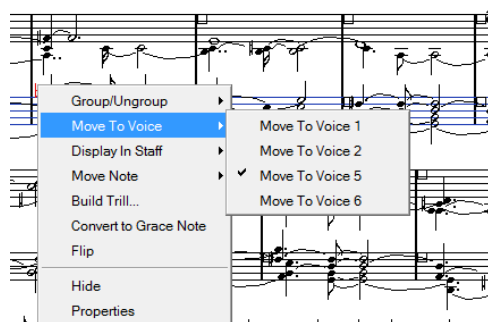 Group/Ungroup
Move To Voice
Display In Staff
Move Note
Build Trill...
Convert to Grace Note
Flip
Hide
Properties
Move To Voice 1
Move To Voice 2
Move To Voice 5
Move To Voice 6